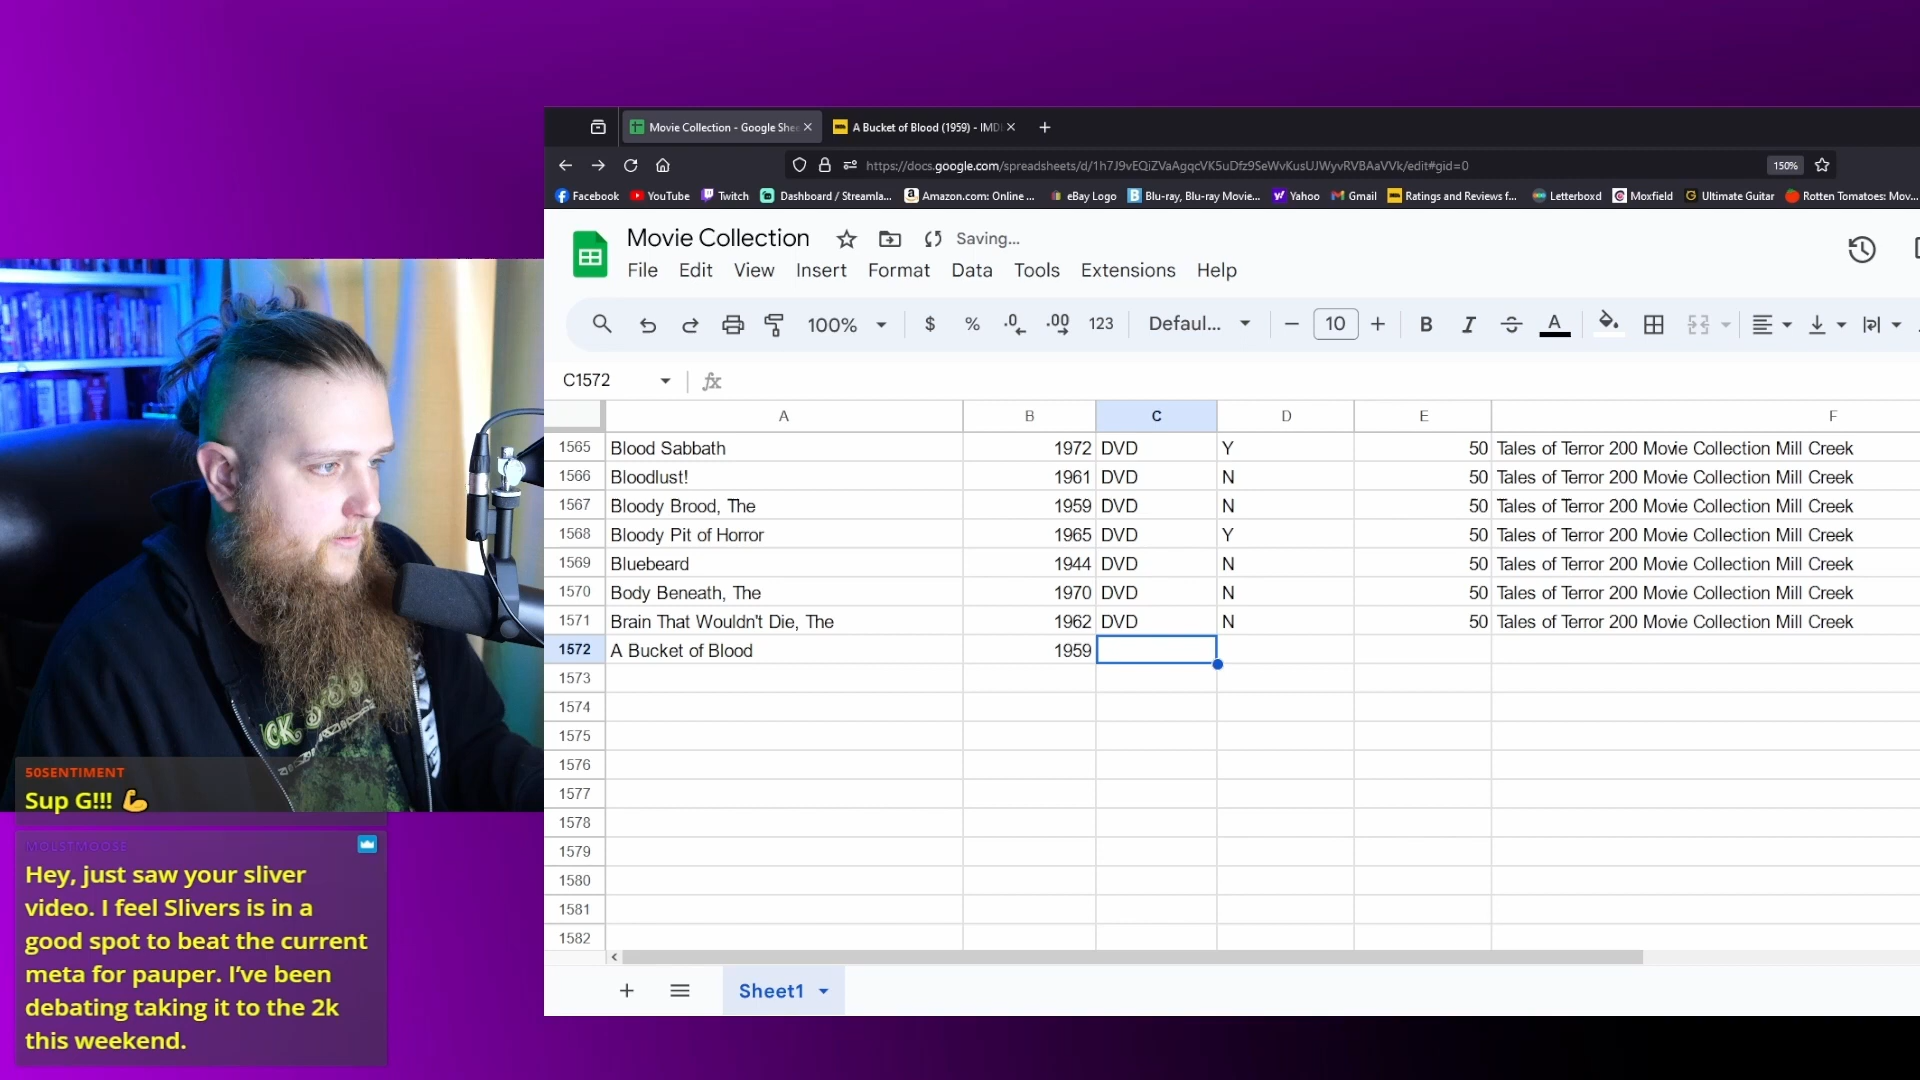 Movie Collection - Google She
A Bucket of Blood (1959) - IMD
https://docs.google.com/spreadsheets/d/1h7J9vEQiZVaAgqcVK5uDfz9SeWvKusUJWyvRVBAaVVk/edit#gid=0
150%
Facebook
YouTube
Twitch
Dashboard / Streamla...
Amazon.com: Online ...
eBay Logo
Blu-ray, Blu-ray Movie...
Yahoo
Gmail
Ratings and Reviews f...
Letterboxd
Moxfield
Ultimate Guitar
Rotten Tomatoes: Mov...
Movie Collection
Saving...
File Edit View Insert Format Data Tools Extensions Help
100% $ % .0 .00 123 Defaul... 10 B I S A
C1572 fx
A B C D E F
1565 Blood Sabbath 1972 DVD Y 50 Tales of Terror 200 Movie Collection Mill Creek
1566 Bloodlust! 1961 DVD N 50 Tales of Terror 200 Movie Collection Mill Creek
1567 Bloody Brood, The 1959 DVD N 50 Tales of Terror 200 Movie Collection Mill Creek
1568 Bloody Pit of Horror 1965 DVD Y 50 Tales of Terror 200 Movie Collection Mill Creek
1569 Bluebeard 1944 DVD N 50 Tales of Terror 200 Movie Collection Mill Creek
1570 Body Beneath, The 1970 DVD N 50 Tales of Terror 200 Movie Collection Mill Creek
1571 Brain That Wouldn't Die, The 1962 DVD N 50 Tales of Terror 200 Movie Collection Mill Creek
1572 A Bucket of Blood 1959
1573
1574
1575
1576
1577
1578
1579
1580
1581
1582
Sheet1
50SENTIMENT
Sup G!!! 💪
MOLSTMOOSE
Hey, just saw your sliver
video. I feel Slivers is in a
good spot to beat the current
meta for pauper. I've been
debating taking it to the 2k
this weekend.